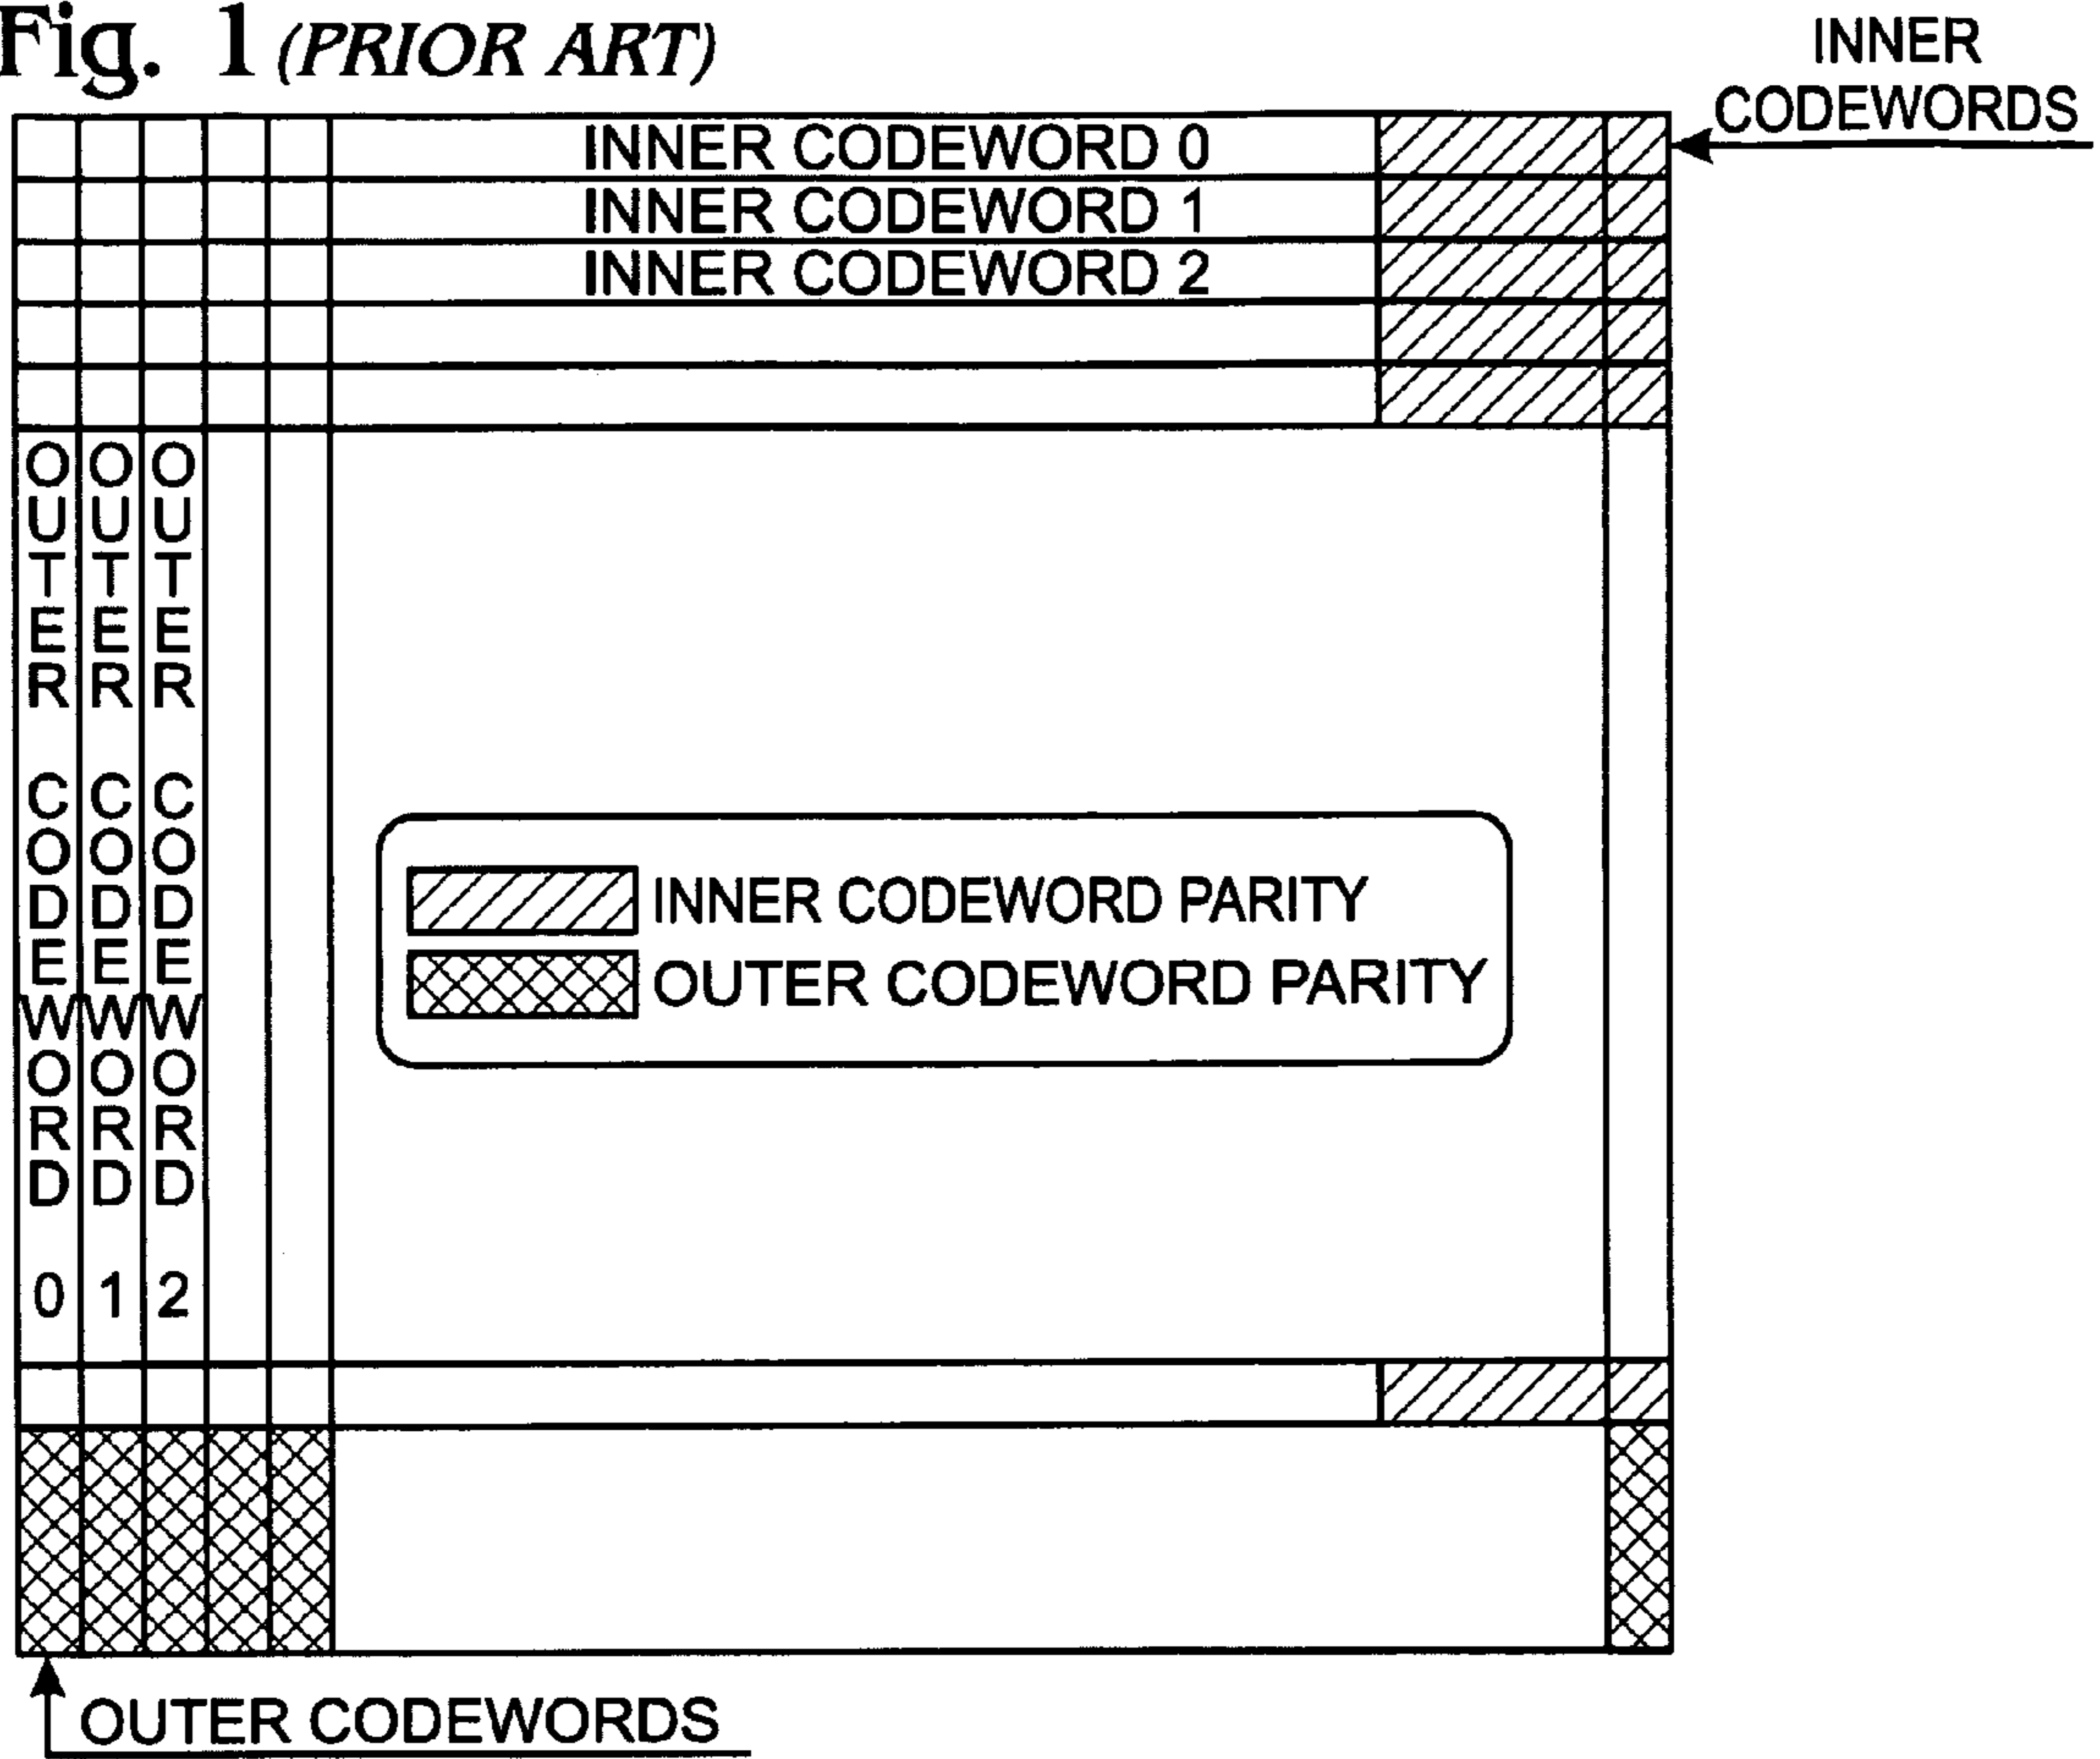 Fig. 1 (PRIOR ART)
INNER
CODEWORDS
INNER CODEWORD 0
INNER CODEWORD 1
INNER CODEWORD 2
OUTER CODEWORD 0
OUTER CODEWORD 1
OUTER CODEWORD 2
INNER CODEWORD PARITY
OUTER CODEWORD PARITY
OUTER CODEWORDS